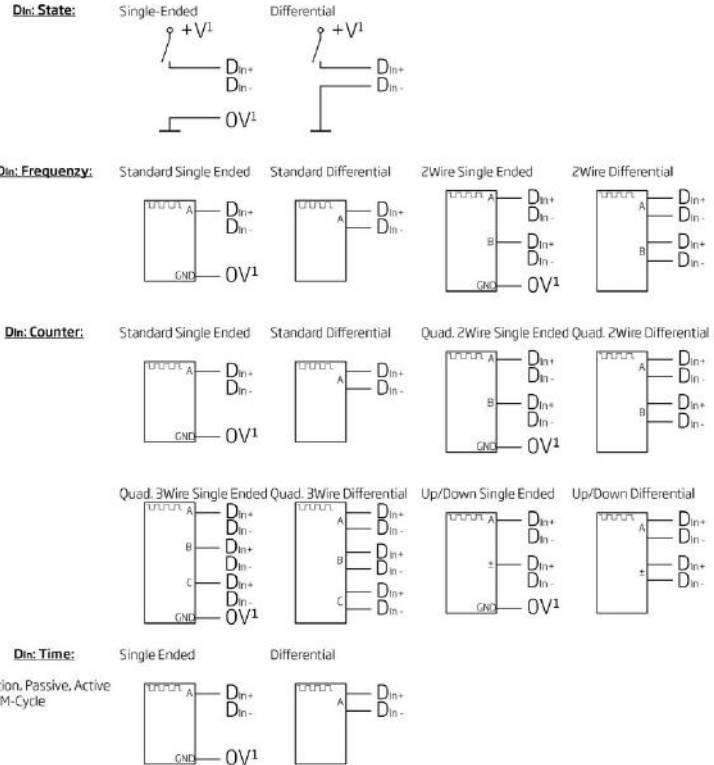 DIn: State: Single-Ended Differential
+V¹ +V¹
DIn+ DIn+
DIn- DIn-
0V¹
DIn: Frequenzy: Standard Single Ended Standard Differential 2Wire Single Ended 2Wire Differential
A DIn+ A DIn+ A DIn+ A DIn+
DIn- DIn- DIn- DIn-
B DIn+ B DIn+
DIn- DIn-
GND 0V¹ GND 0V¹
DIn: Counter: Standard Single Ended Standard Differential Quad. 2Wire Single Ended Quad. 2Wire Differential
A DIn+ A DIn+ A DIn+ A DIn+
DIn- DIn- DIn- DIn-
B DIn+ B DIn+
DIn- DIn-
GND 0V¹ GND 0V¹
Quad. 3Wire Single Ended Quad. 3Wire Differential Up/Down Single Ended Up/Down Differential
A DIn+ A DIn+ A DIn+ A DIn+
DIn- DIn- DIn- DIn-
B DIn+ B DIn+ ± DIn+ ± DIn+
DIn- DIn- DIn- DIn-
C DIn+ C DIn+
DIn- DIn-
GND 0V¹ GND 0V¹
DIn: Time: Single Ended Differential
Passive, Active
A DIn+ A DIn+
M-Cycle DIn- DIn-
GND 0V¹